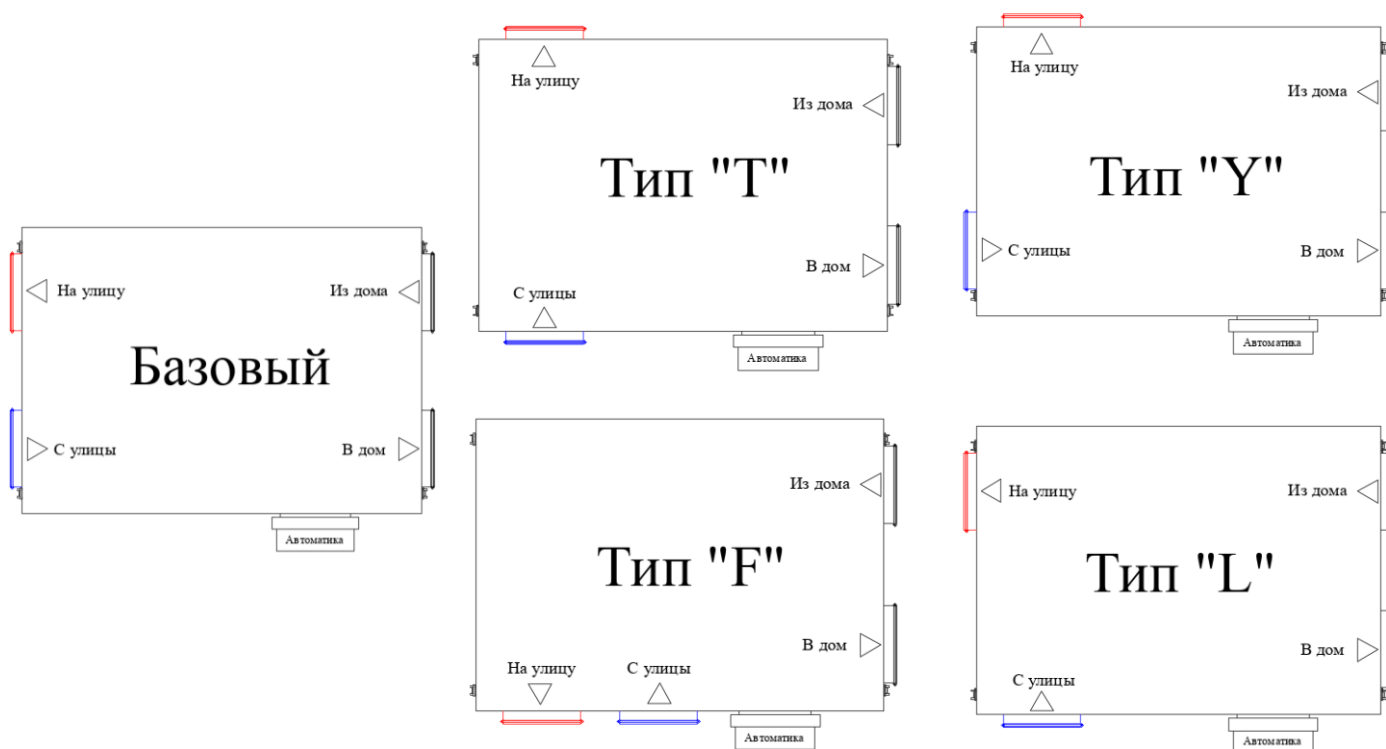 На улицу
Из дома
Тип "T"
В дом
С улицы
Автоматика
На улицу
Из дома
Тип "Y"
С улицы
В дом
Автоматика
На улицу
Из дома
Базовый
С улицы
В дом
Автоматика
Из дома
Тип "F"
В дом
На улицу
С улицы
Автоматика
На улицу
Из дома
Тип "L"
В дом
С улицы
Автоматика